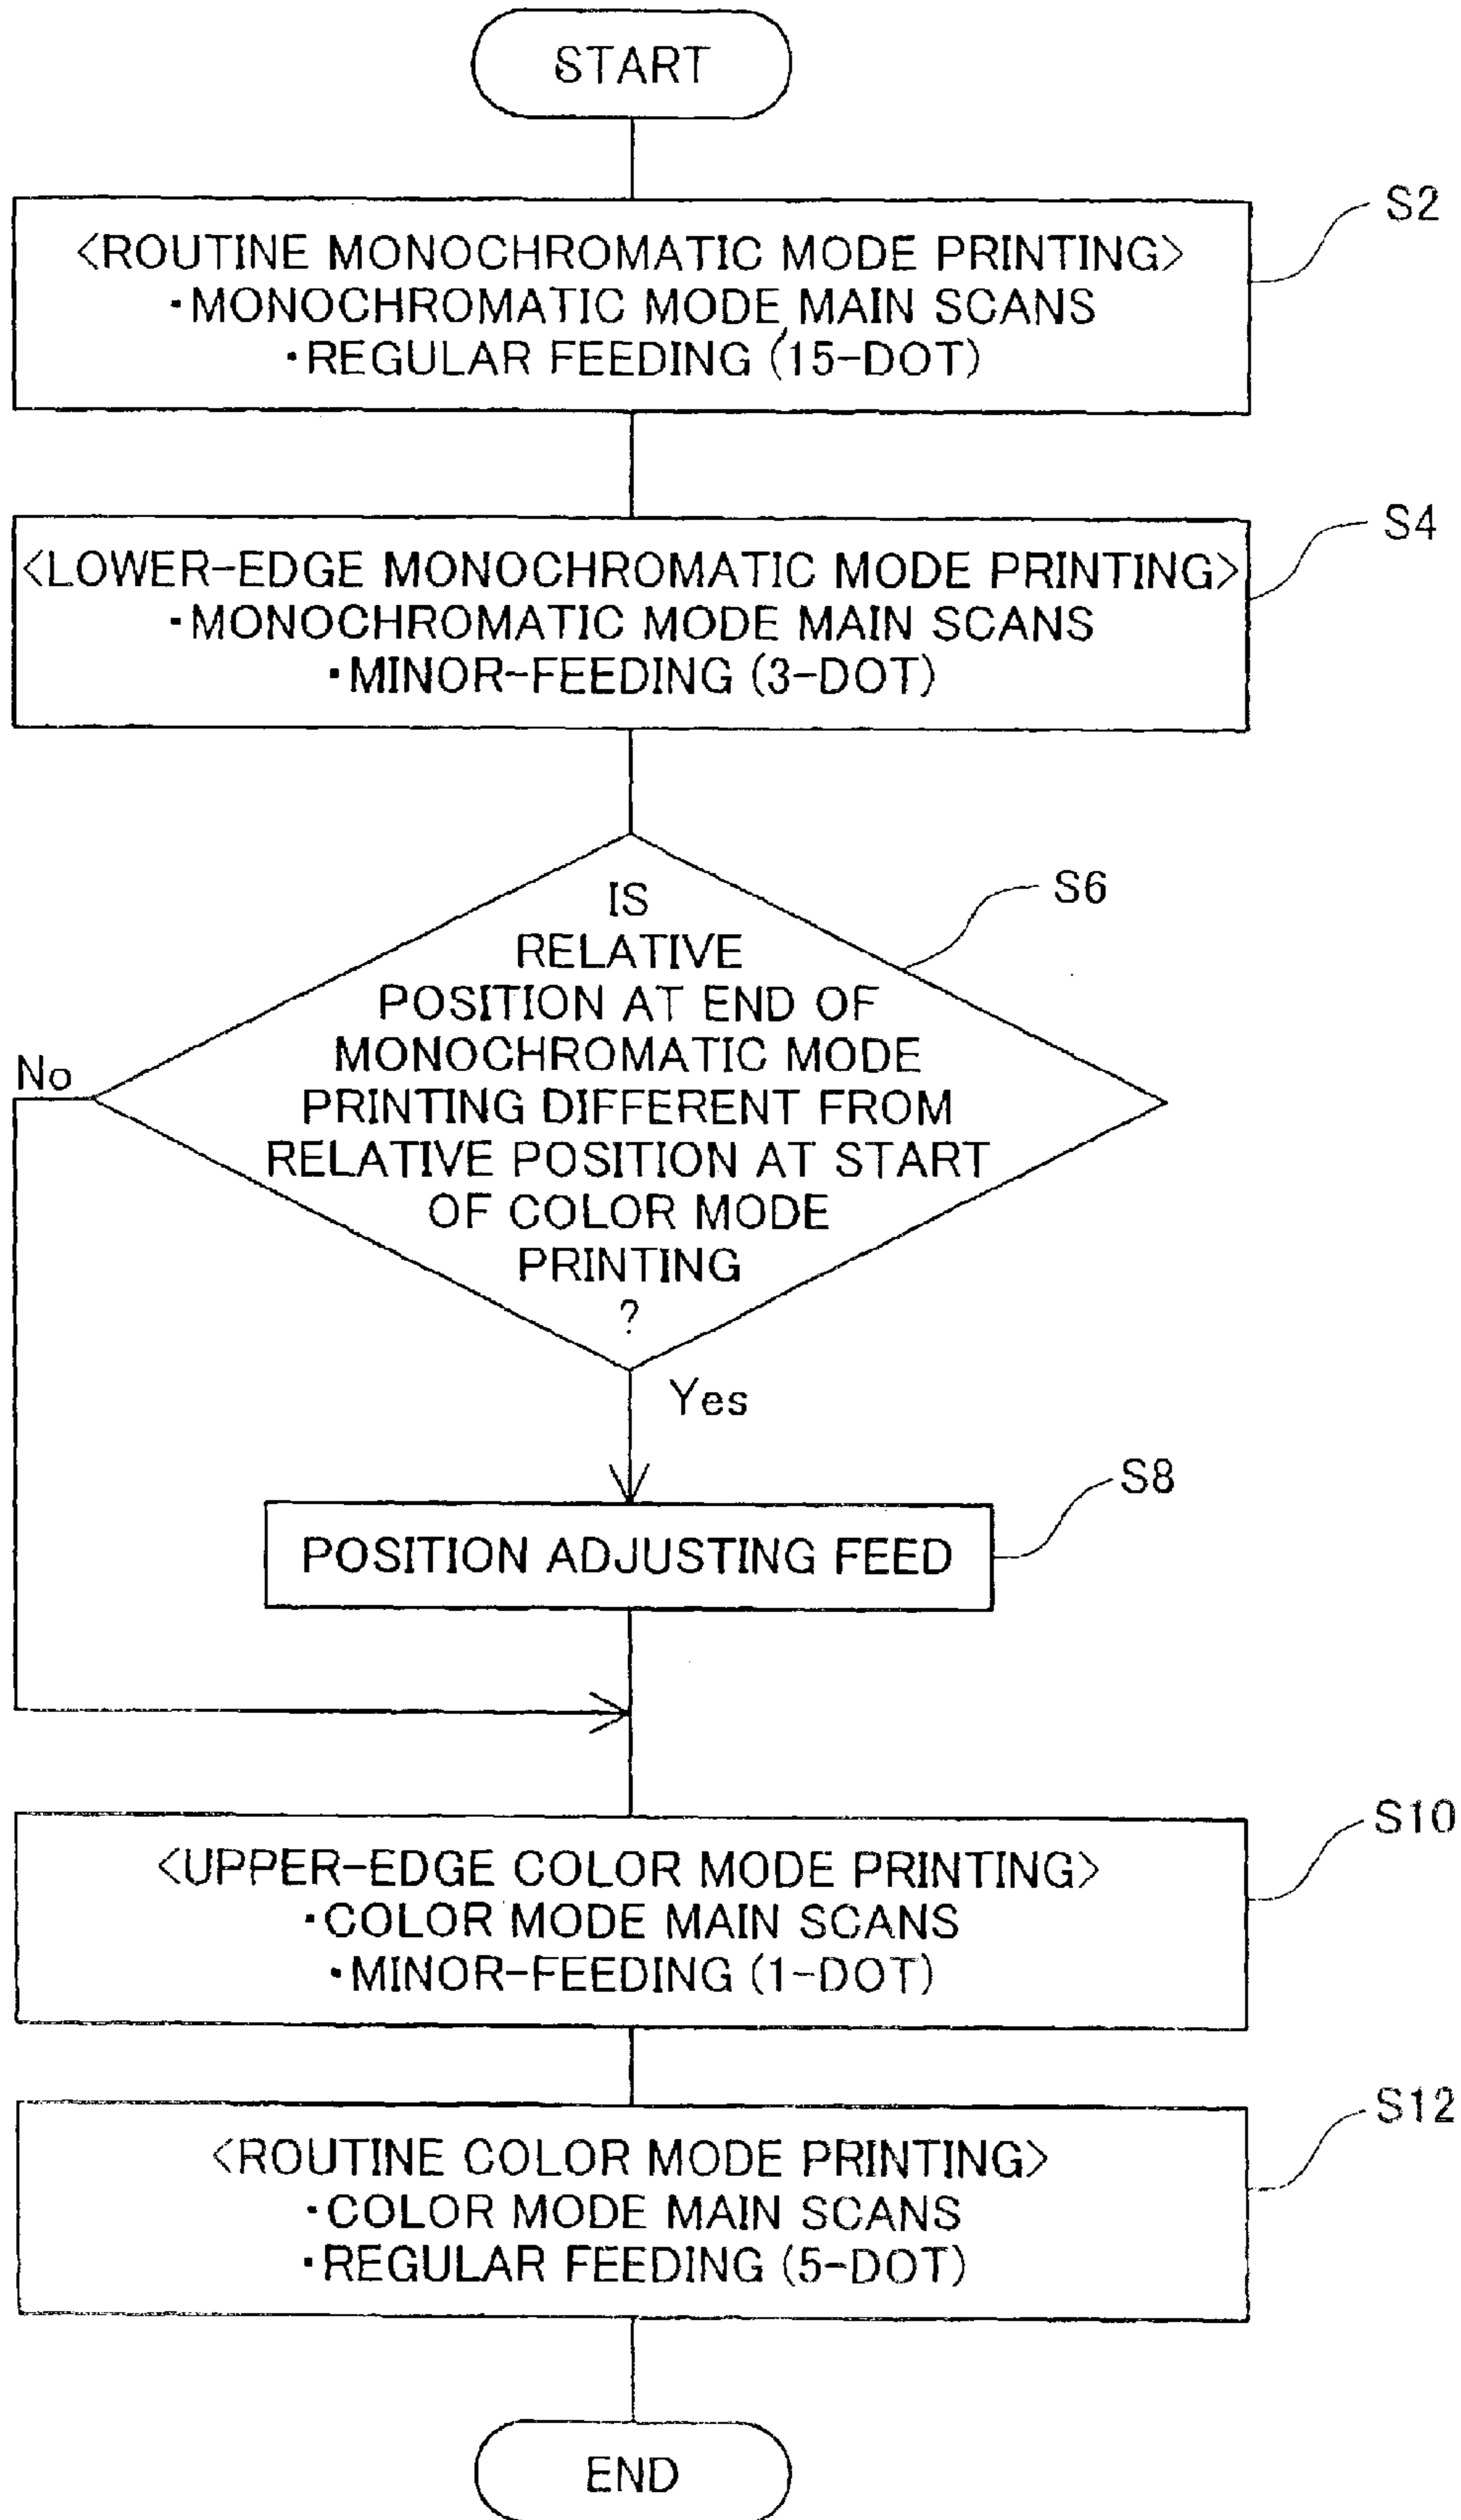 START
S2
<ROUTINE MONOCHROMATIC MODE PRINTING>
・MONOCHROMATIC MODE MAIN SCANS
・REGULAR FEEDING (15-DOT)
S4
<LOWER-EDGE MONOCHROMATIC MODE PRINTING>
・MONOCHROMATIC MODE MAIN SCANS
・MINOR-FEEDING (3-DOT)
S6
IS
RELATIVE
POSITION AT END OF
MONOCHROMATIC MODE
PRINTING DIFFERENT FROM
RELATIVE POSITION AT START
OF COLOR MODE
PRINTING
?
No
Yes
S8
POSITION ADJUSTING FEED
S10
<UPPER-EDGE COLOR MODE PRINTING>
・COLOR MODE MAIN SCANS
・MINOR-FEEDING (1-DOT)
S12
<ROUTINE COLOR MODE PRINTING>
・COLOR MODE MAIN SCANS
・REGULAR FEEDING (5-DOT)
END